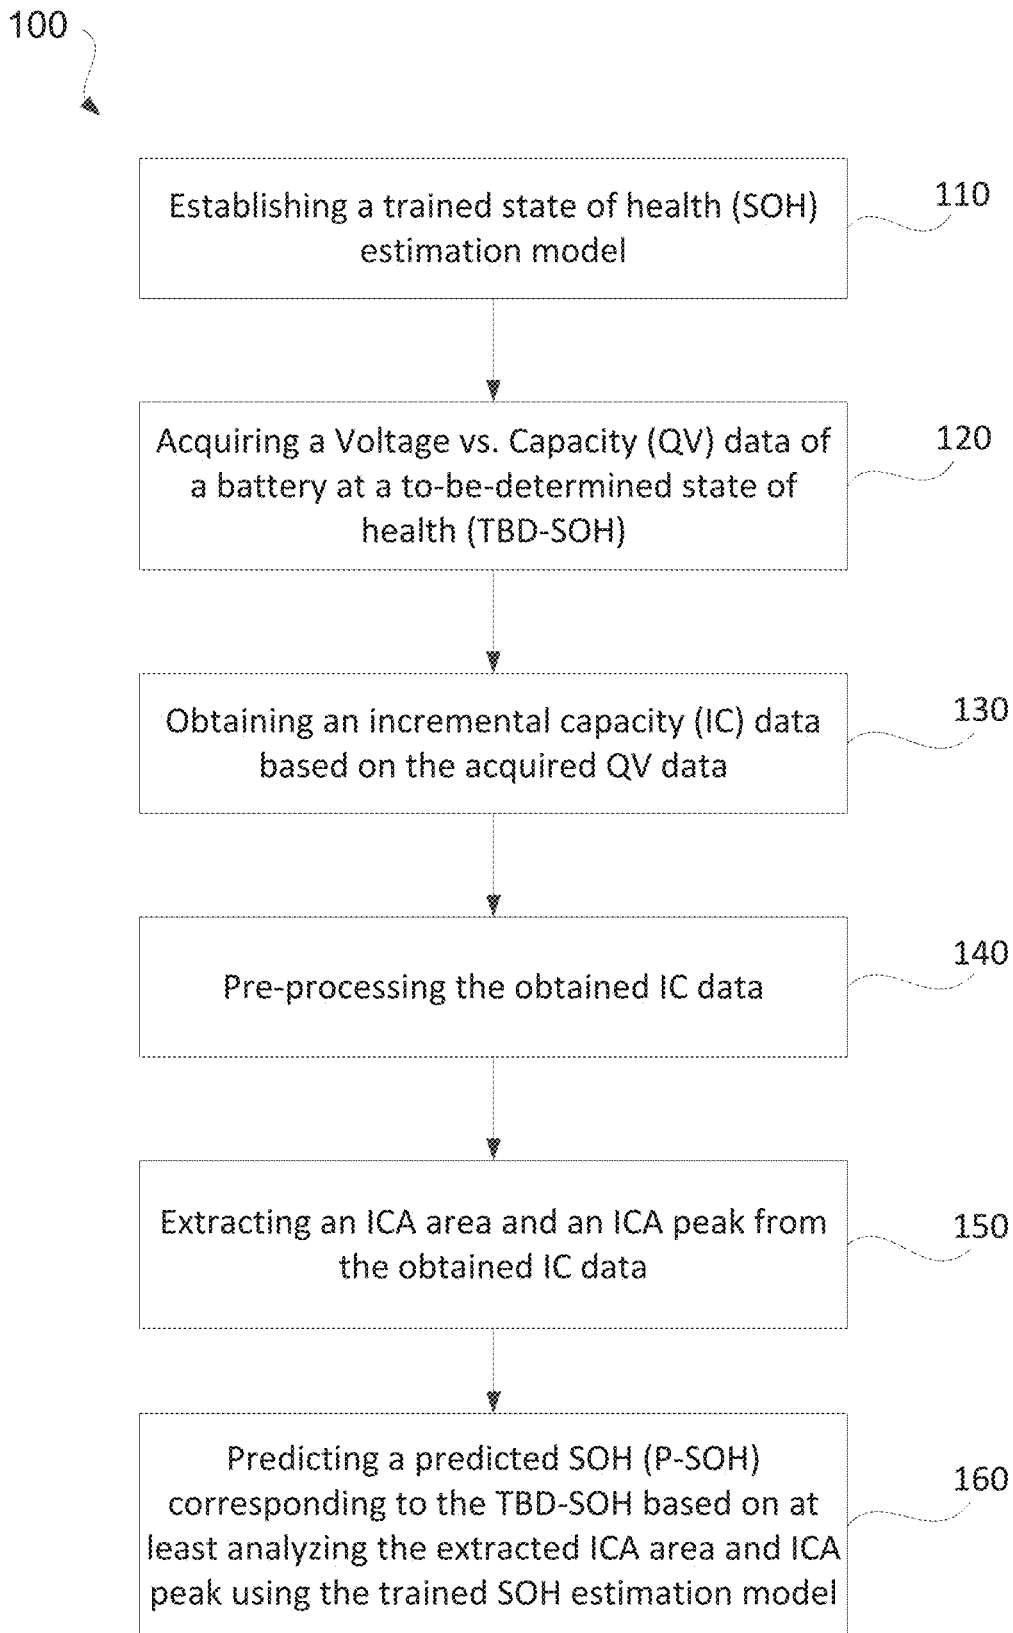 100
Establishing a trained state of health (SOH)
estimation model
110
Acquiring a Voltage vs. Capacity (QV) data of
a battery at a to-be-determined state of
health (TBD-SOH)
120
Obtaining an incremental capacity (IC) data
based on the acquired QV data
130
Pre-processing the obtained IC data
140
Extracting an ICA area and an ICA peak from
the obtained IC data
150
Predicting a predicted SOH (P-SOH)
corresponding to the TBD-SOH based on at
least analyzing the extracted ICA area and ICA
peak using the trained SOH estimation model
160